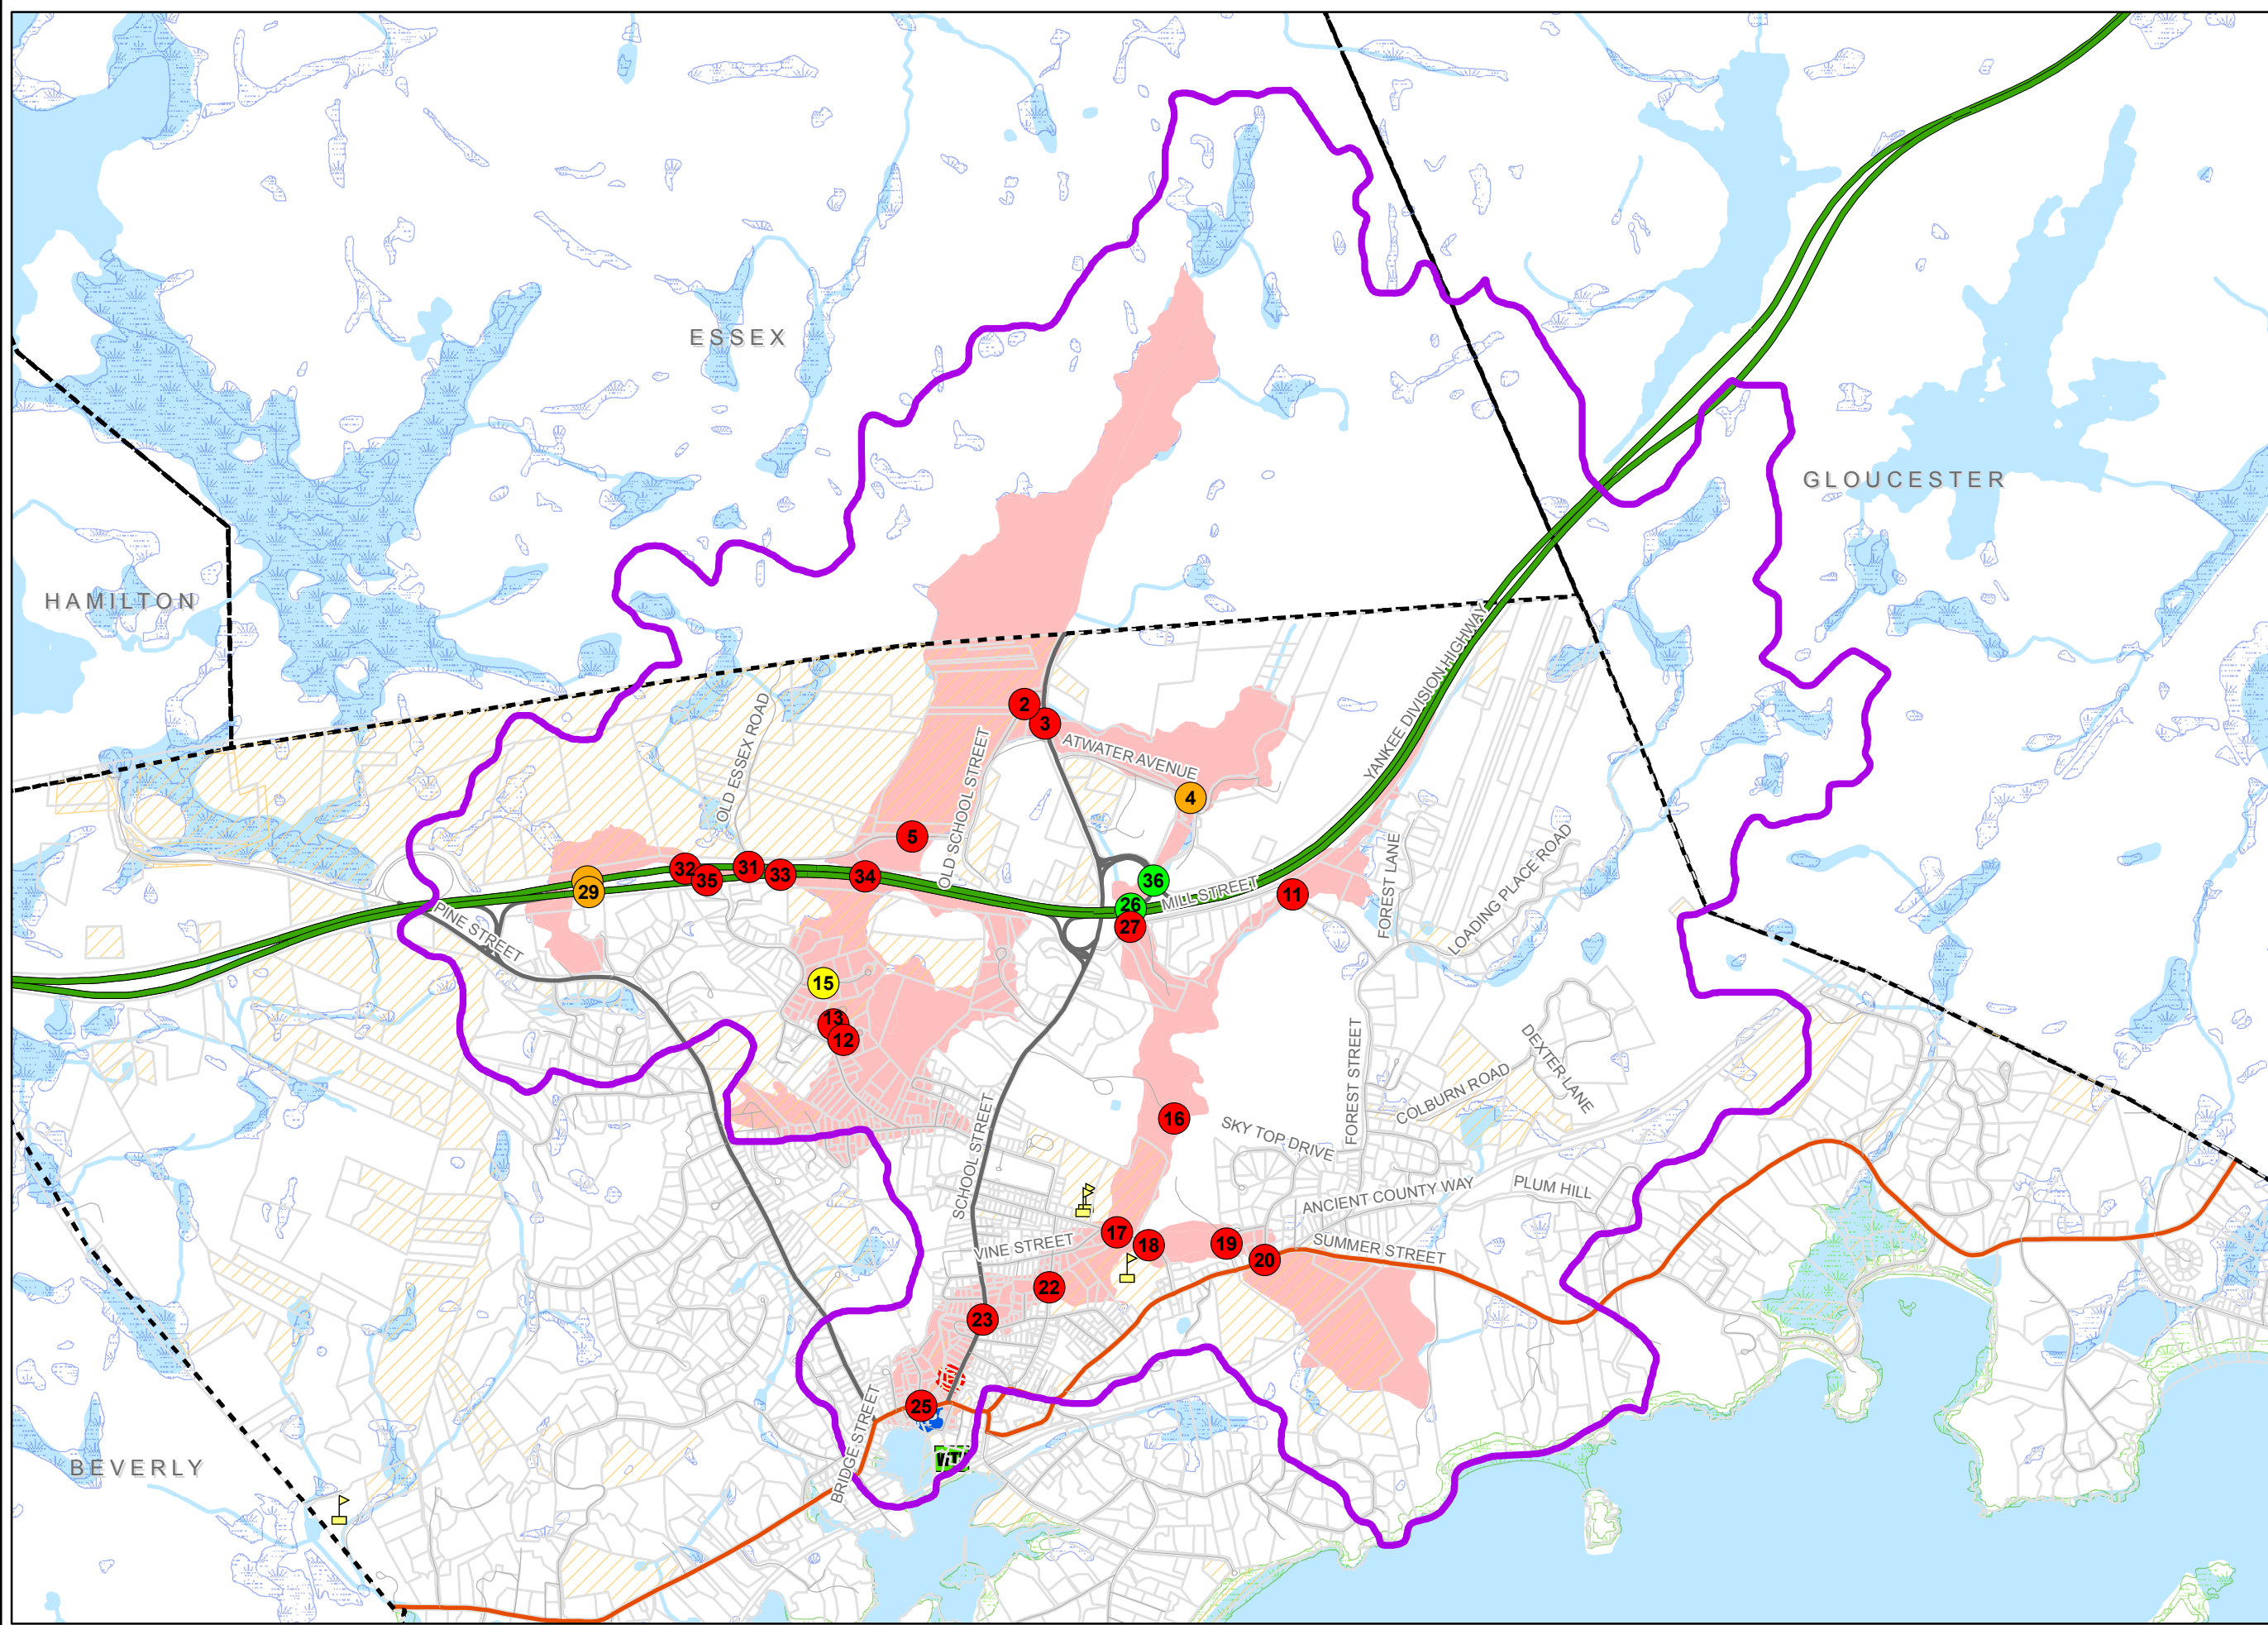 ESSEX
GLOUCESTER
HAMILTON
YANKEE DIVISION HIGHWAY
OLD ESSEX ROAD
2
3
OLD SCHOOL STREET
ATWATER AVENUE
4
5
32
35
31
33
34
29
36
MILL STREET
26
27
11
FOREST LANE
LOADING PLACE ROAD
PINE STREET
15
13
12
DEXTER LANE
COLBURN ROAD
FOREST STREET
16
SKY TOP DRIVE
SCHOOL STREET
ANCIENT COUNTY WAY
PLUM HILL
17
18
19
20
VINE STREET
SUMMER STREET
22
23
25
BRIDGE STREET
BEVERLY